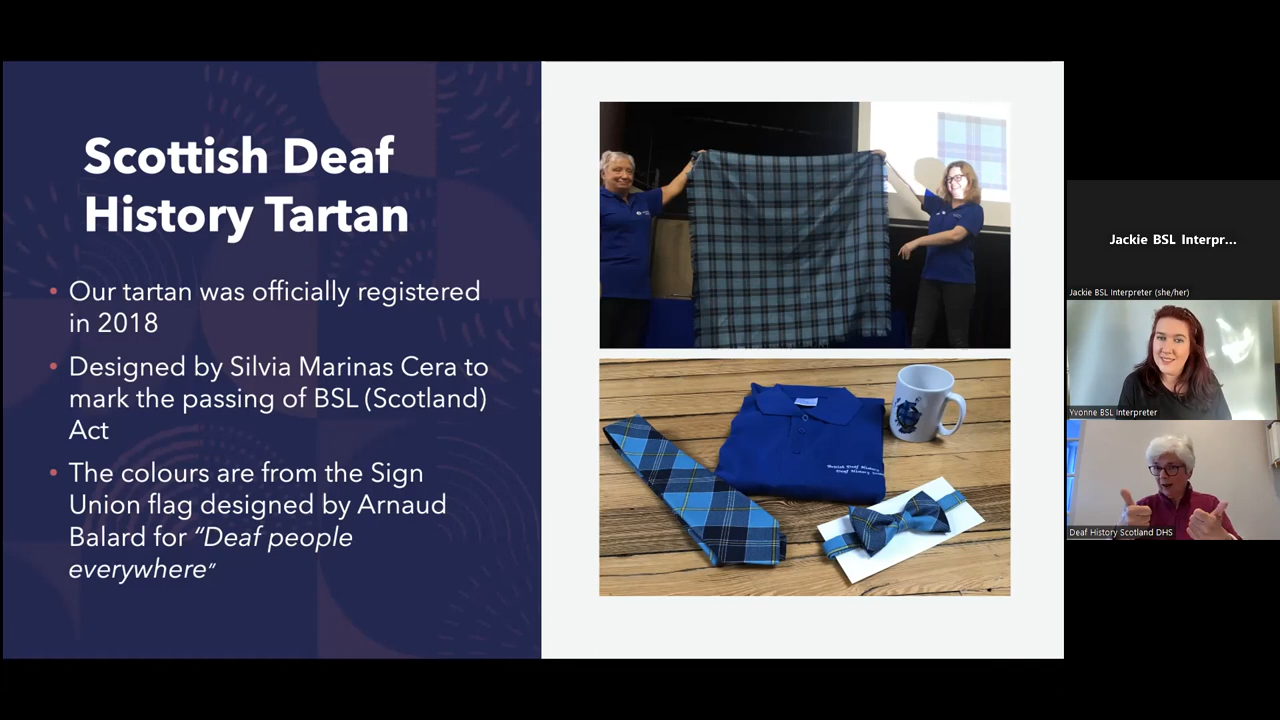 Scottish Deaf
History Tartan
• Our tartan was officially registered
in 2018
• Designed by Silvia Marinas Cera to
mark the passing of BSL (Scotland)
Act
• The colours are from the Sign
Union flag designed by Arnaud
Balard for “Deaf people
everywhere”
Jackie BSL Interpr...
Jackie BSL Interpreter (she/her)
Yvonne BSL Interpreter
Deaf History Scotland DHS